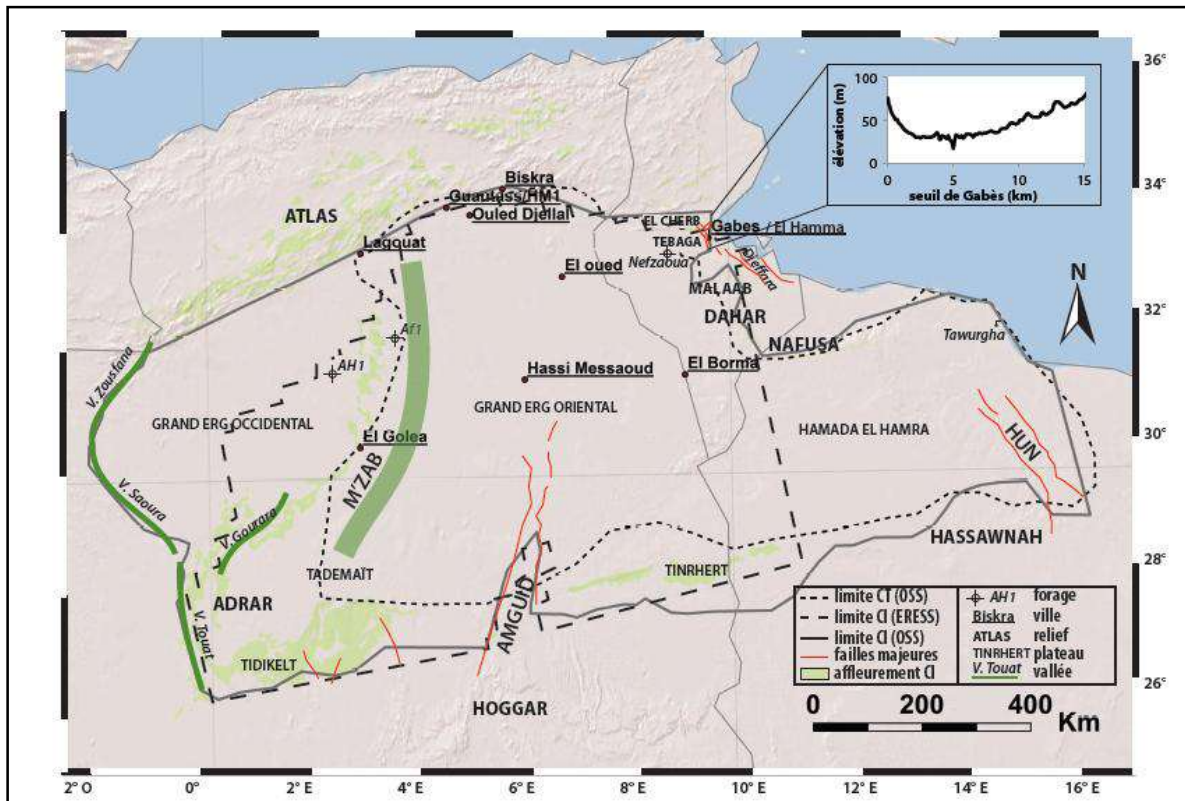 36°
34°
32°
30°
28°
26°
2° O
0°
2° E
4° E
6° E
8° E
10° E
12° E
14° E
16° E
élévation (m)
100
50
0
0
5
10
15
seuil de Gabès (km)
N
Biskra
Ouled Djellal
ATLAS
Laqquat
EL CHERB
Gabes / El Hamma
TEBAGA
Nefzaoua
Djeffara
El oued
MALAAB
DAHAR
NAFUSA
Tawurgha
Af1
AH1
V. Zousfana
Hassi Messaoud
El Borma
GRAND ERG OCCIDENTAL
GRAND ERG ORIENTAL
HAMADA EL HAMRA
HUN
El Golea
M'ZAB
V. Saoura
V. Gourara
HASSAWNAH
TADEMAÏT
TINRHERT
ADRAR
AMGUID
V. Touat
TIDIKELT
HOGGAR
limite CT (OSS)
limite CI (ERESS)
limite CI (OSS)
failles majeures
affleurement CI
AH1 forage
Biskra ville
ATLAS relief
TINRHERT plateau
V. Touat vallée
0 200 400 Km